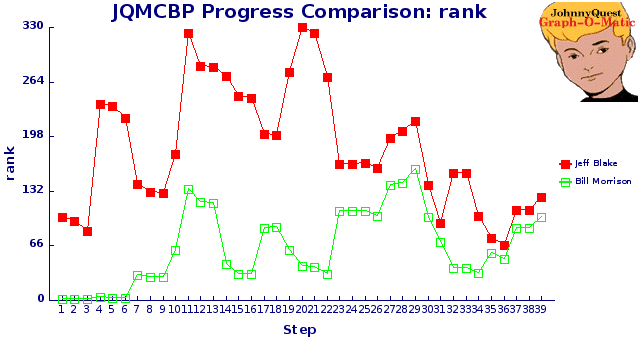 JQMCBP Progress Comparison: rank
JohnnyQuest
Graph-O-Matic
330
264
198
132
66
0
rank
Jeff Blake
Bill Morrison
1 2 3 4 5 6 7 8 9 10 11 12 13 14 15 16 17 18 19 20 21 22 23 24 25 26 27 28 29 30 31 32 33 34 35 36 37 38 39
Step